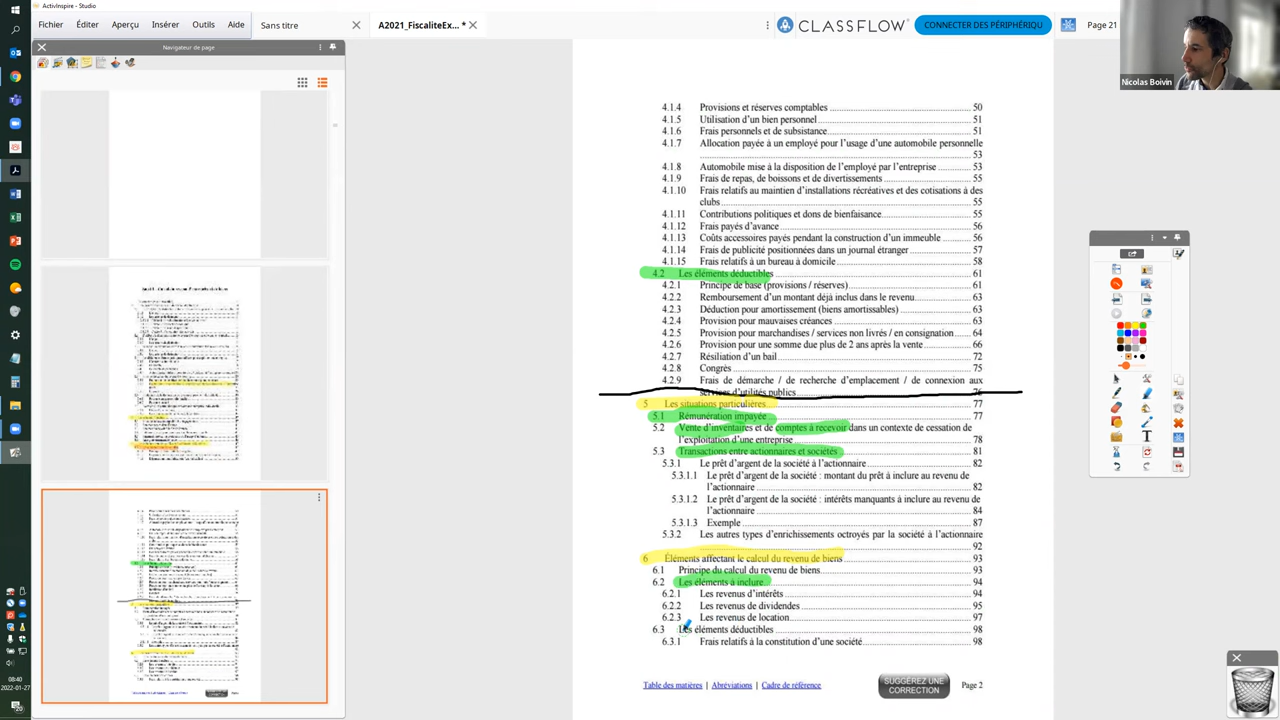 ActivInspire - Studio
Fichier Éditer Aperçu Insérer Outils Aide
Sans titre
A2021_FiscaliteEx... *
CLASSFLOW
CONNECTER DES PÉRIPHÉRIQU
Page 21
Nicolas Boivin
Navigateur de page
4.1.4 Provisions et réserves comptables 50
4.1.5 Utilisation d'un bien personnel 51
4.1.6 Frais personnels et de subsistance 51
4.1.7 Allocation payée à un employé pour l'usage d'une automobile personnelle
53
4.1.8 Automobile mise à la disposition de l'employé par l'entreprise 53
4.1.9 Frais de repas, de boissons et de divertissements 55
4.1.10 Frais relatifs au maintien d'installations récréatives et des cotisations à des
clubs 55
4.1.11 Contributions politiques et dons de bienfaisance 55
4.1.12 Frais payés d'avance 56
4.1.13 Coûts accessoires payés pendant la construction d'un immeuble 56
4.1.14 Frais de publicité positionnées dans un journal étranger 57
4.1.15 Frais relatifs à un bureau à domicile 58
4.2 Les éléments déductibles 61
4.2.1 Principe de base (provisions / réserves) 61
4.2.2 Remboursement d'un montant déjà inclus dans le revenu 63
4.2.3 Déduction pour amortissement (biens amortissables) 63
4.2.4 Provision pour mauvaises créances 63
4.2.5 Provision pour marchandises / services non livrés / en consignation 64
4.2.6 Provision pour une somme due plus de 2 ans après la vente 66
4.2.7 Résiliation d'un bail 72
4.2.8 Congrès 75
4.2.9 Frais de démarche / de recherche d'emplacement / de connexion aux
services d'utilités publics 76
5 Les situations particulières 77
5.1 Rémunération impayée 77
5.2 Vente d'inventaires et de comptes à recevoir dans un contexte de cessation de
l'exploitation d'une entreprise 78
5.3 Transactions entre actionnaires et sociétés 81
5.3.1 Le prêt d'argent de la société à l'actionnaire 82
5.3.1.1 Le prêt d'argent de la société : montant du prêt à inclure au revenu de
l'actionnaire 82
5.3.1.2 Le prêt d'argent de la société : intérêts manquants à inclure au revenu de
l'actionnaire 84
5.3.1.3 Exemple 87
5.3.2 Les autres types d'enrichissements octroyés par la société à l'actionnaire
92
6 Éléments affectant le calcul du revenu de biens 93
6.1 Principe du calcul du revenu de biens 93
6.2 Les éléments à inclure 94
6.2.1 Les revenus d'intérêts 94
6.2.2 Les revenus de dividendes 95
6.2.3 Les revenus de location 97
6.3 Les éléments déductibles 98
6.3.1 Frais relatifs à la constitution d'une société 98
Table des matières | Abréviations | Cadre de référence
SUGGÉREZ UNE
CORRECTION
Page 2